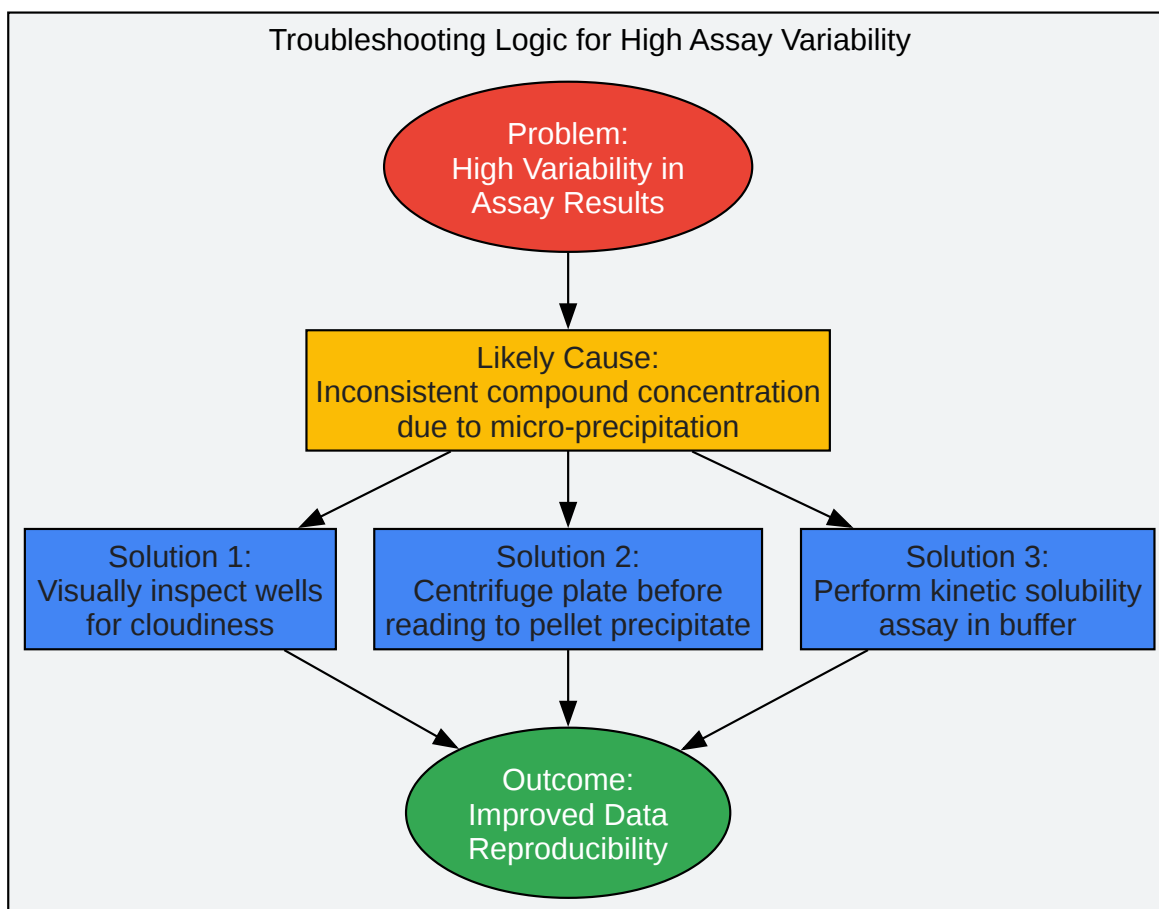 Troubleshooting Logic for High Assay Variability
Problem:
High Variability in
Assay Results
Likely Cause:
Inconsistent compound concentration
due to micro-precipitation
Solution 1:
Visually inspect wells
for cloudiness
Solution 2:
Centrifuge plate before
reading to pellet precipitate
Solution 3:
Perform kinetic solubility
assay in buffer
Outcome:
Improved Data
Reproducibility